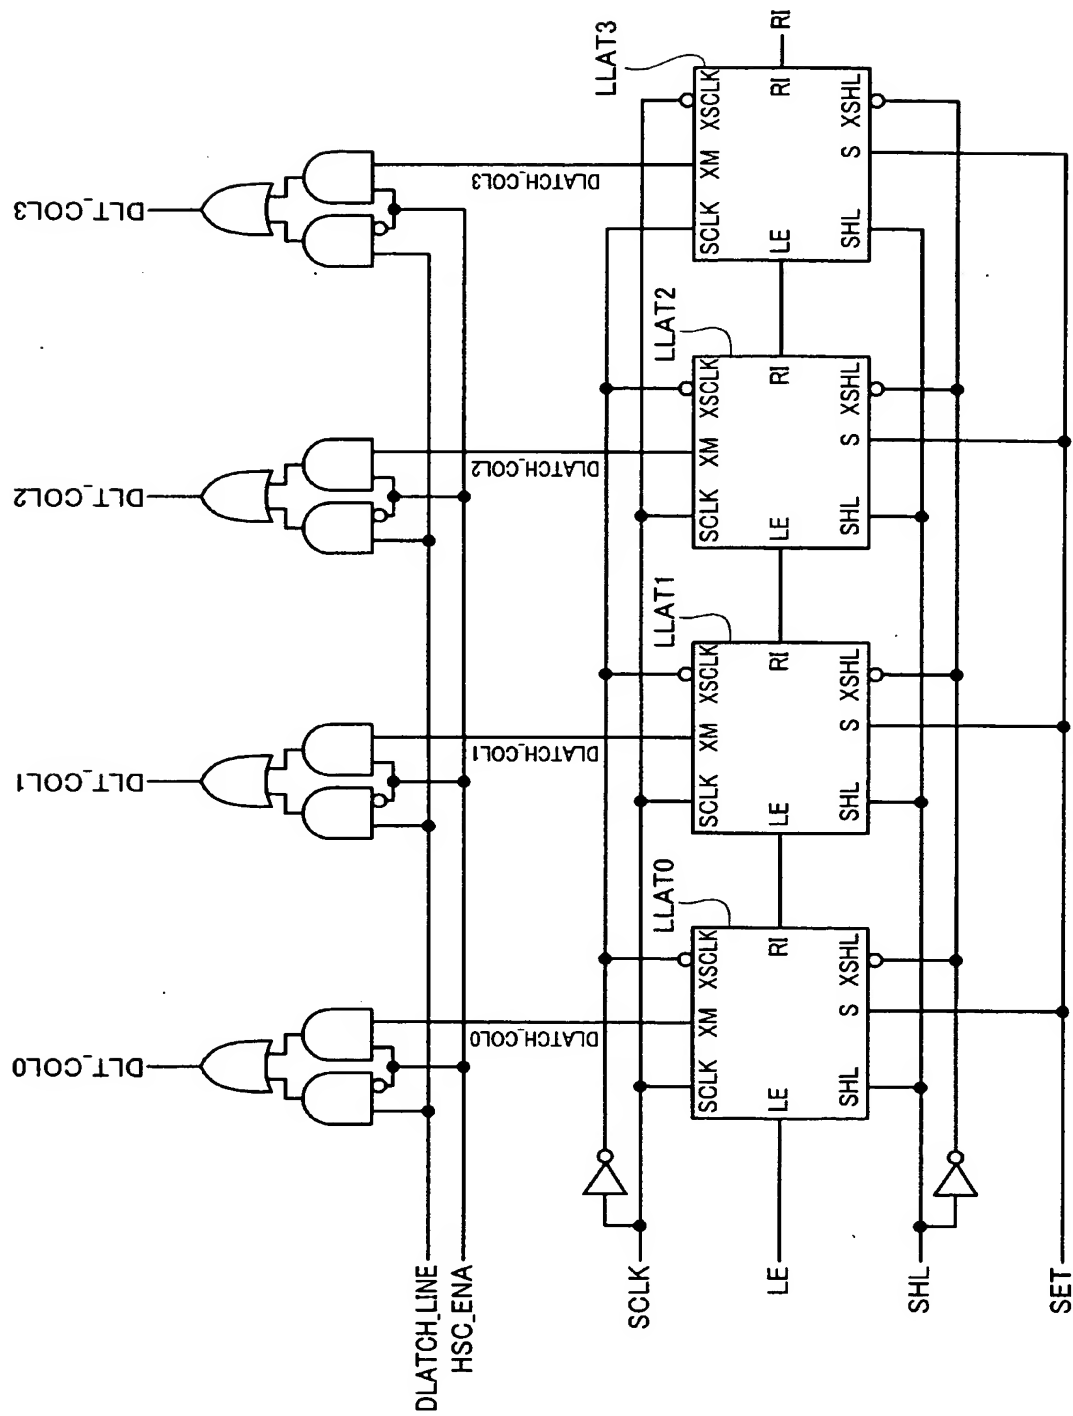 DLT_COL0
DLT_COL1
DLT_COL2
DLT_COL3
DLATCH_LINE
HSC_ENA
DLATCH_COL0
DLATCH_COL1
DLATCH_COL2
DLATCH_COL3
LLAT0
LLAT1
LLAT2
LLAT3
SCLK XM XSCLK
LE RI
SHL S XSHL
SCLK XM XSCLK
LE RI
SHL S XSHL
SCLK XM XSCLK
LE RI
SHL S XSHL
SCLK XM XSCLK
LE RI
SHL S XSHL
RI
SCLK
LE
SHL
SET